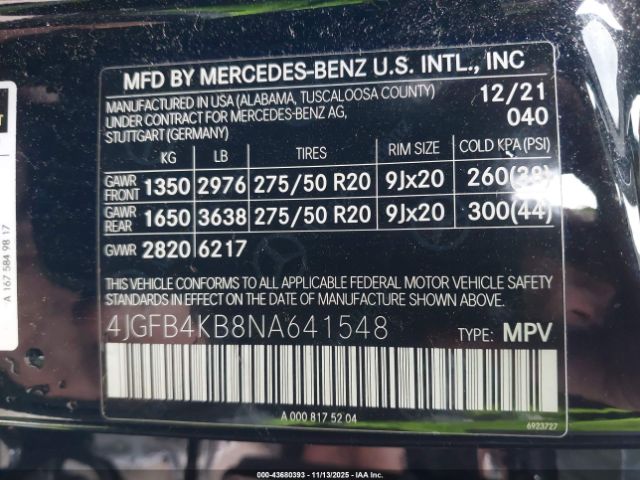 MFD BY MERCEDES-BENZ U.S. INTL., INC
MANUFACTURED IN USA (ALABAMA, TUSCALOOSA COUNTY) 12/21
UNDER CONTRACT FOR MERCEDES-BENZ AG, 040
STUTTGART (GERMANY)
KG LB TIRES RIM SIZE COLD KPA(PSI)
GAWR FRONT 1350 2976 275/50 R20 9Jx20 260(38)
GAWR REAR 1650 3638 275/50 R20 9Jx20 300(44)
GVWR 2820 6217
THIS VEHICLE CONFORMS TO ALL APPLICABLE FEDERAL MOTOR VEHICLE SAFETY
STANDARDS IN EFFECT ON THE DATE OF MANUFACTURE SHOWN ABOVE.
4JGFB4KB8NA641548 TYPE: MPV
A 000 817 52 04
6923727
A 167 584 98 17
000-43680393 - 11/13/2025 - IAAI.COM